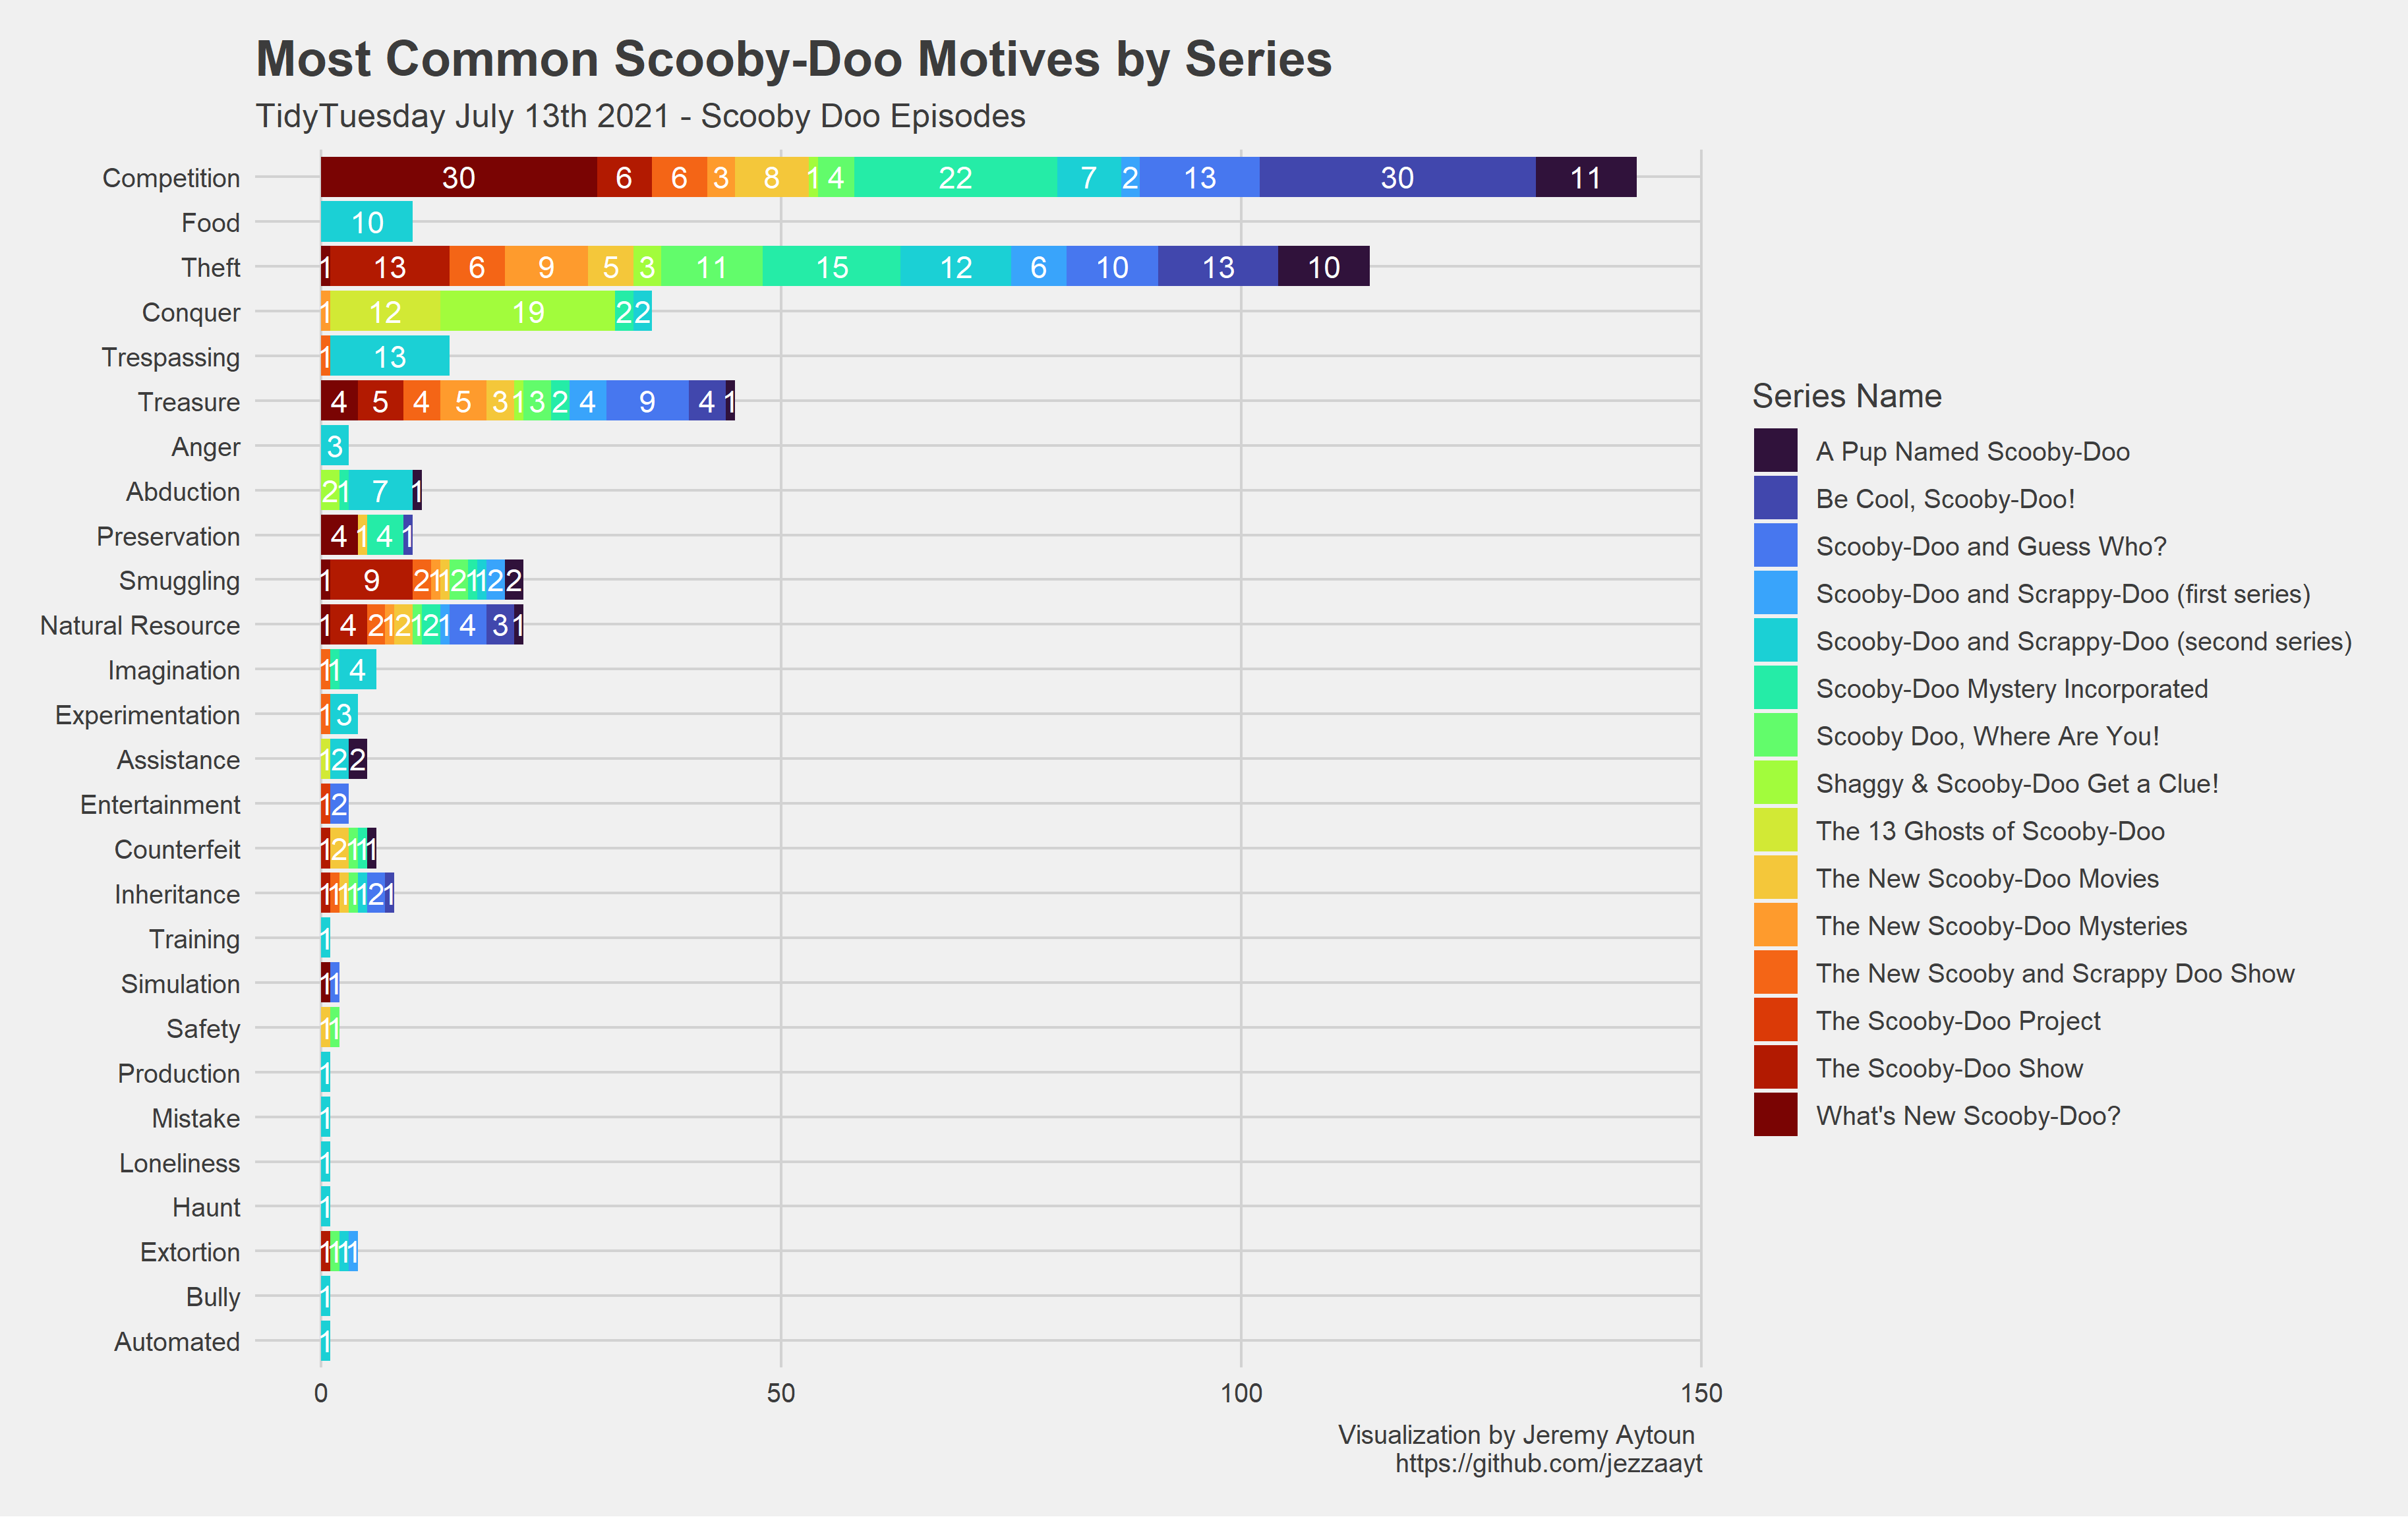 Most Common Scooby-Doo Motives by Series
TidyTuesday July 13th 2021 - Scooby Doo Episodes
Competition 30 6 6 3 8 1 4 22 7 2 13 30 11
Food 10
Theft 1 13 6 9 5 3 11 15 12 6 10 13 10
Conquer 1 12 19 2 2
Trespassing 1 13
Treasure 4 5 4 5 3 1 3 2 4 9 4 1
Anger 3
Abduction 2 1 7 1
Preservation 4 1 4 1
Smuggling 1 9 2 1 1 2 1 1 2 2
Natural Resource 1 4 2 1 2 1 2 1 4 3 1
Imagination 1 1 4
Experimentation 1 3
Assistance 1 2 2
Entertainment 1 2
Counterfeit 1 2 1 1 1
Inheritance 1 1 1 1 1 2 1
Training 1
Simulation 1 1
Safety 1 1
Production 1
Mistake 1
Loneliness 1
Haunt 1
Extortion 1 1 1 1
Bully 1
Automated 1
0 50 100 150
Series Name
A Pup Named Scooby-Doo
Be Cool, Scooby-Doo!
Scooby-Doo and Guess Who?
Scooby-Doo and Scrappy-Doo (first series)
Scooby-Doo and Scrappy-Doo (second series)
Scooby-Doo Mystery Incorporated
Scooby Doo, Where Are You!
Shaggy & Scooby-Doo Get a Clue!
The 13 Ghosts of Scooby-Doo
The New Scooby-Doo Movies
The New Scooby-Doo Mysteries
The New Scooby and Scrappy Doo Show
The Scooby-Doo Project
The Scooby-Doo Show
What's New Scooby-Doo?
Visualization by Jeremy Aytoun
https://github.com/jezzaayt